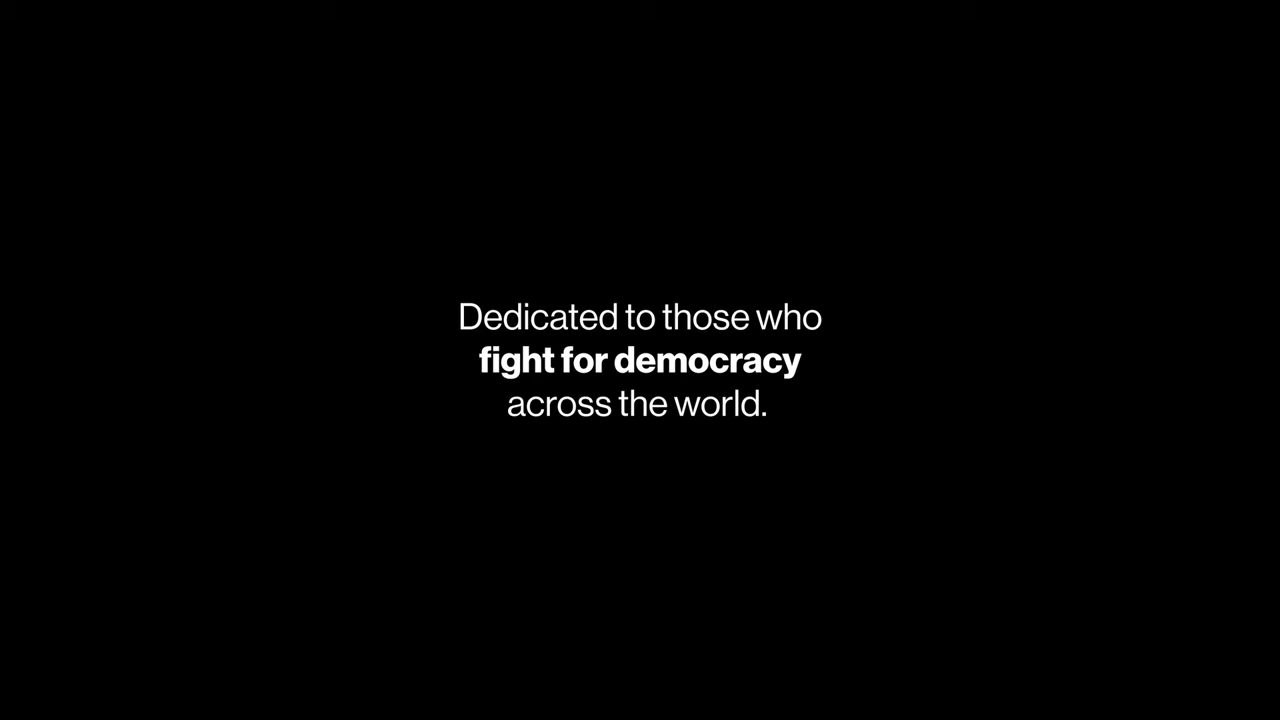 Dedicated to those who
fight for democracy
across the world.